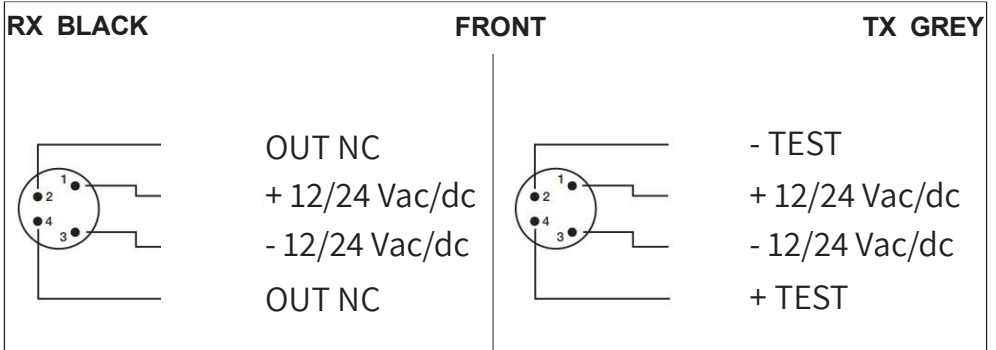 RX BLACK FRONT TX GREY
OUT NC
1
+ 12/24 Vac/dc
2
4
3
- 12/24 Vac/dc
OUT NC
- TEST
1
+ 12/24 Vac/dc
2
4
3
- 12/24 Vac/dc
+ TEST